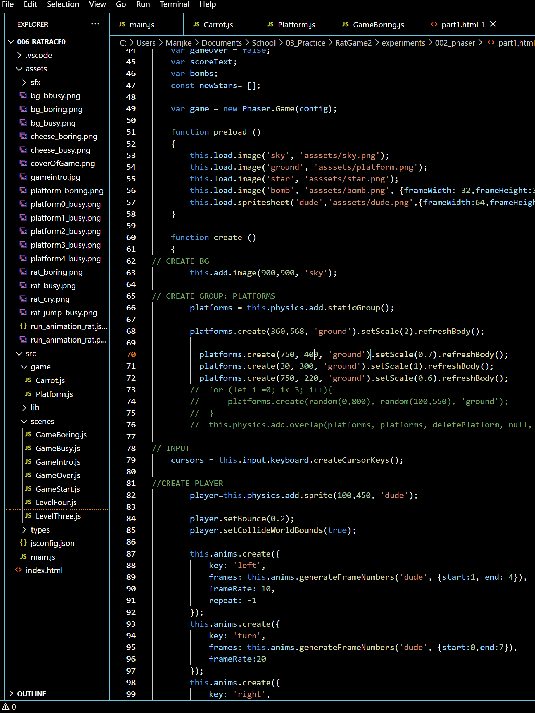 File Edit Selection View Go Run Terminal Help
EXPLORER ···
006_RATRACE0
.vscode
assets
sfx
bg_bbusy.png
bg_boring.png
bg_busy.png
cheese_boring.png
cheese_busy.png
coverOfGame.png
gameintro.jpg
platform_boring.png
platform0_busy.png
platform1_busy.png
platform2_busy.png
platform3_busy.png
platform4_busy.png
rat_boring.png
rat_busy.png
rat_cry.png
rat_jump_busy.png
run_animation_rat.js...
run_animation_rat.p...
src
game
Carrot.js
Platform.js
lib
scenes
GameBoring.js
GameBusy.js
GameIntro.js
GameOver.js
GameStart.js
LevelFour.js
LevelThree.js
types
jsconfig.json
main.js
index.html
OUTLINE
0
main.js Carrot.js Platform.js GameBoring.js part1.html-1 X
C: > Users > Marijke > Documents > School > 03_Practice > RatGame2 > experiments > 002_phaser > part1.html
44 var gameOver = false;
45 var scoreText;
46 var bombs;
47 const newStars= [];
48
49 var game = new Phaser.Game(config);
50
51 function preload ()
52 {
53 this.load.image('sky', 'asssets/sky.png');
54 this.load.image('ground', 'asssets/platform.png');
55 this.load.image('star', 'asssets/star.png');
56 this.load.image('bomb', 'asssets/bomb.png', {frameWidth: 32,frameHeight:
57 this.load.spritesheet('dude','asssets/dude.png',{frameWidth:64,frameHeigh
58 }
59
60 function create ()
61 {
62 // CREATE BG
63 this.add.image(900,900, 'sky');
64
65 // CREATE GROUP: PLATFORMS
66 platforms = this.physics.add.staticGroup();
67
68 platforms.create(360,568, 'ground').setScale(2).refreshBody();
69
70 platforms.create(750, 400, 'ground').setScale(0.7).refreshBody();
71 platforms.create(30, 300, 'ground').setScale(1).refreshBody();
72 platforms.create(750, 220, 'ground').setScale(0.6).refreshBody();
73 // for (let i =0; i< 3; i++){
74 // platforms.create(random(0,800), random(100,550), 'ground');
75 // }
76 // this.physics.add.overlap(platforms, platforms, deletePlatform, null,
77
78 // INPUT
79 cursors = this.input.keyboard.createCursorKeys();
80
81 //CREATE PLAYER
82 player=this.physics.add.sprite(100,450, 'dude');
83
84 player.setBounce(0.2);
85 player.setCollideWorldBounds(true);
86
87 this.anims.create({
88 key: 'left',
89 frames: this.anims.generateFrameNumbers('dude', {start:1, end: 4}),
90 frameRate: 10,
91 repeat: -1
92 });
93 this.anims.create({
94 key: 'turn',
95 frames: this.anims.generateFrameNumbers('dude', {start:0,end:7}),
96 frameRate:20
97 });
98 this.anims.create({
99 key: 'right',